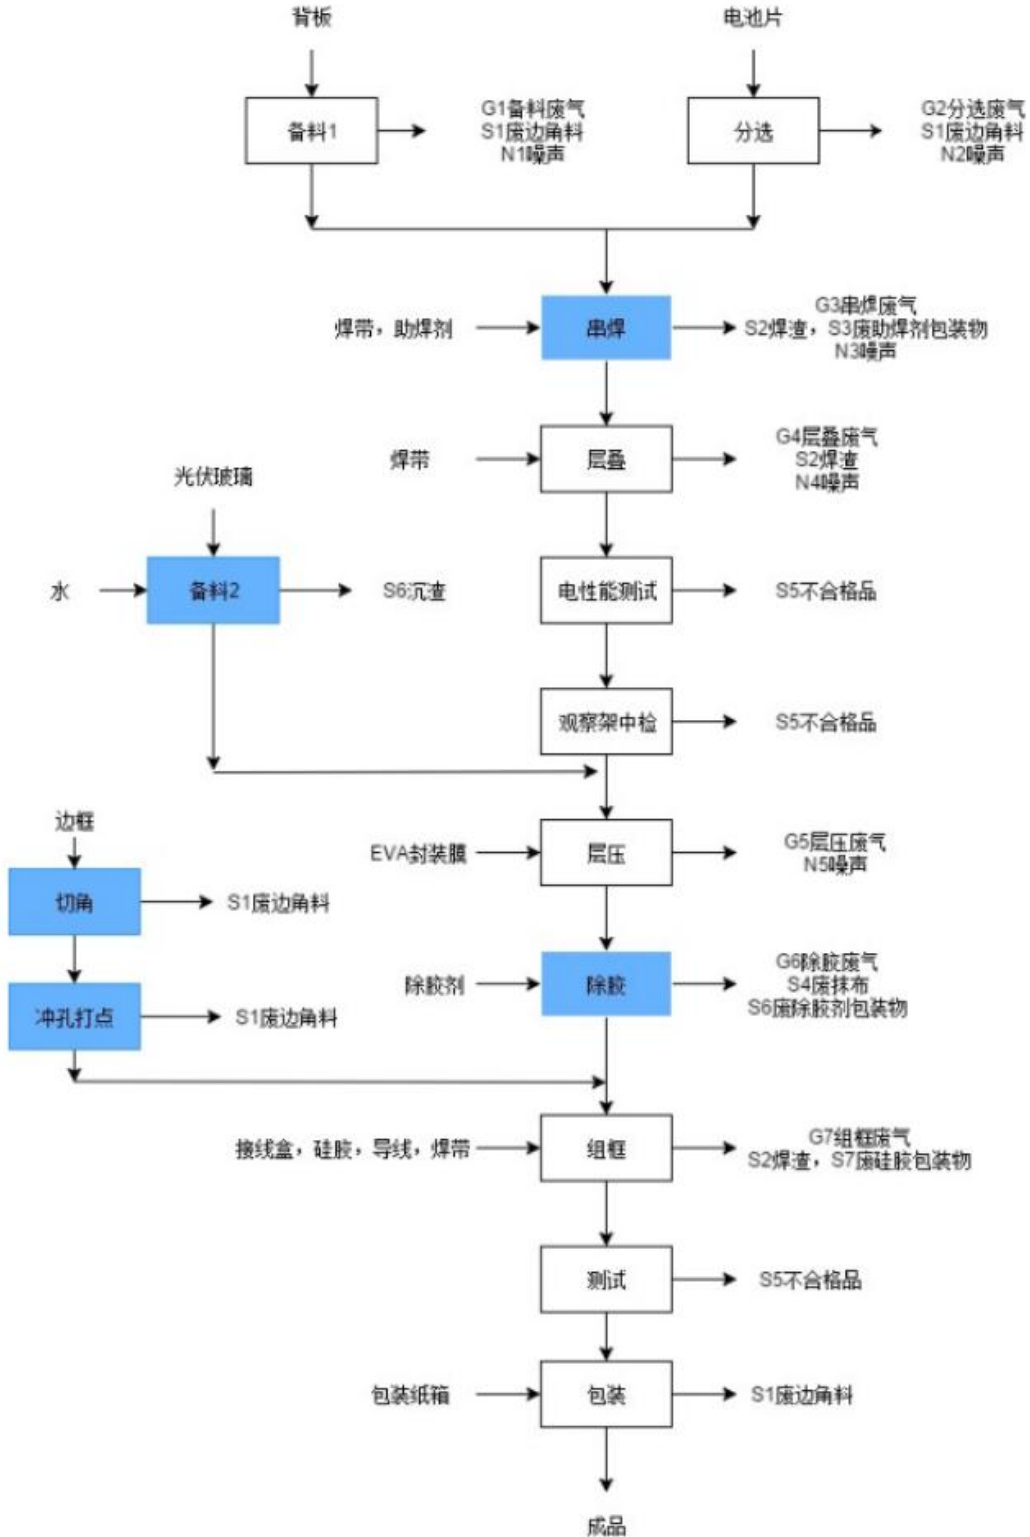 背板
电池片
备料1
G1备料废气
S1废边角料
N1噪声
分选
G2分选废气
S1废边角料
N2噪声
焊带，助焊剂
串焊
G3串焊废气
S2焊渣，S3废助焊剂包装物
N3噪声
焊带
层叠
G4层叠废气
S2焊渣
N4噪声
光伏玻璃
水
备料2
S6沉渣
电性能测试
S5不合格品
观察架中检
S5不合格品
边框
EVA封装膜
层压
G5层压废气
N5噪声
切角
S1废边角料
除胶剂
除胶
G6除胶废气
S4废抹布
S6废除胶剂包装物
冲孔打点
S1废边角料
接线盒，硅胶，导线，焊带
组框
G7组框废气
S2焊渣，S7废硅胶包装物
测试
S5不合格品
包装纸箱
包装
S1废边角料
成品